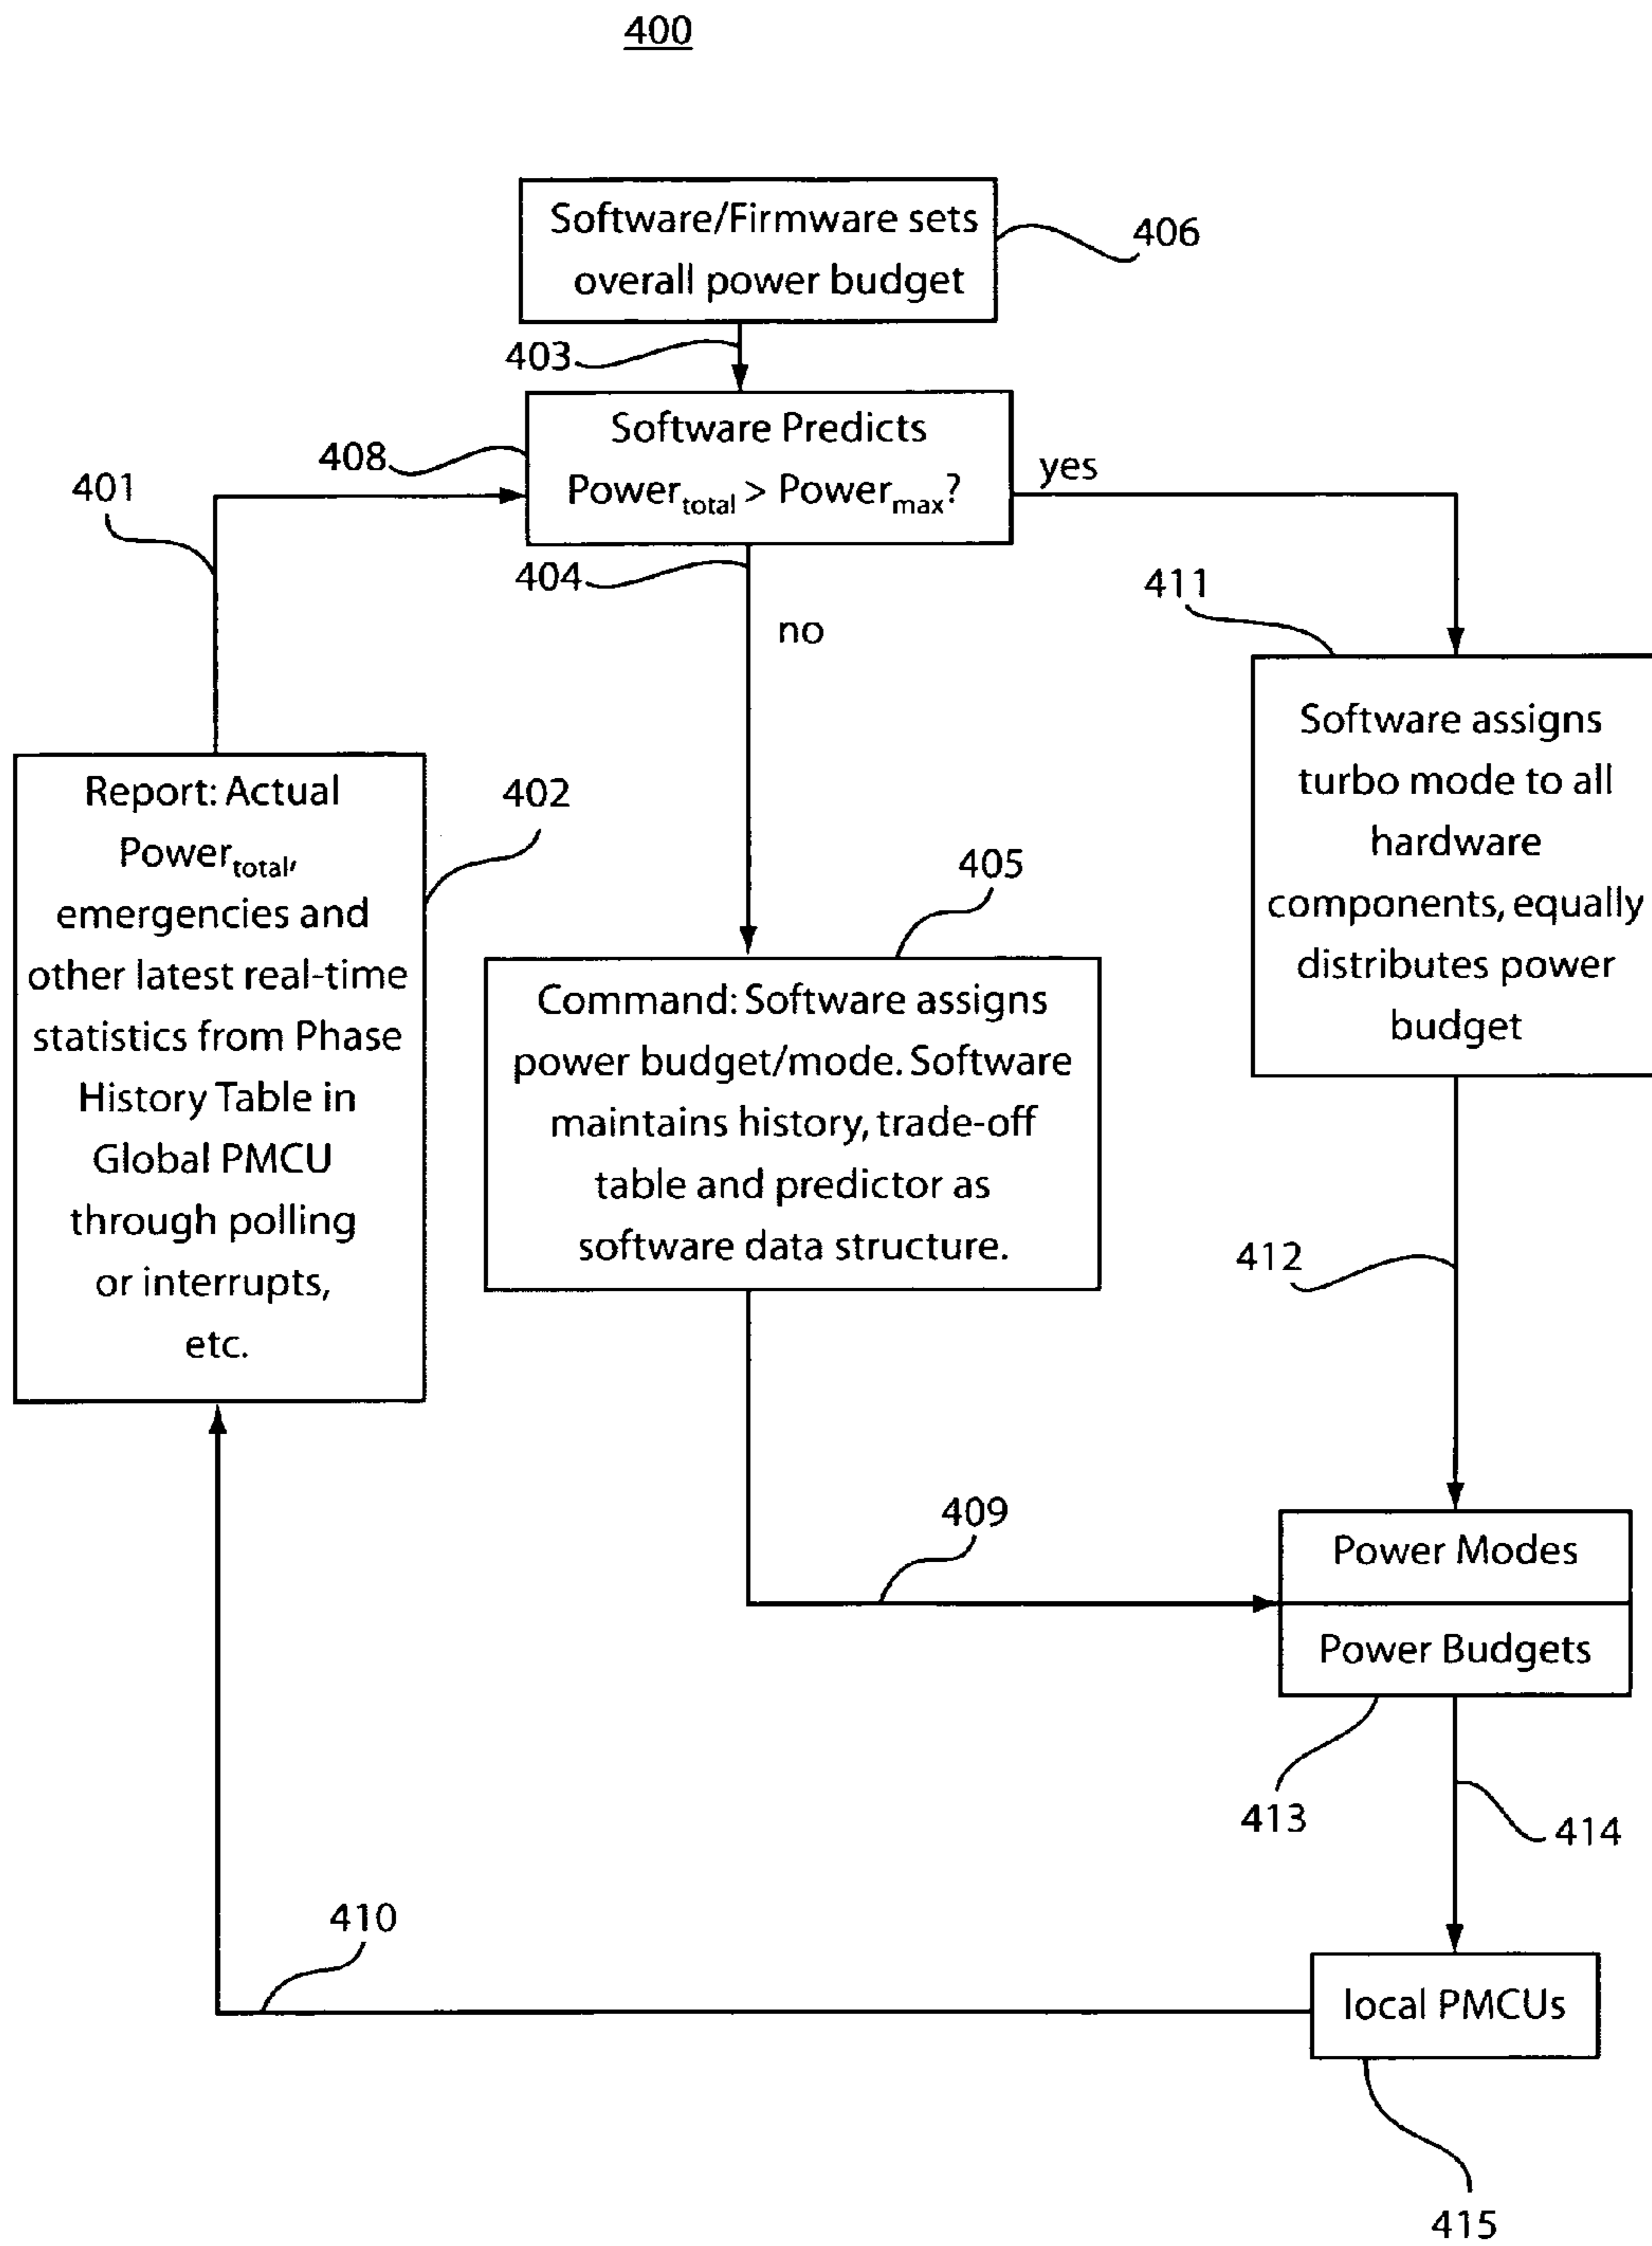 400
Software/Firmware sets
overall power budget
406
403
Software Predicts
Power_total > Power_max?
408
yes
401
404
no
411
Software assigns
turbo mode to all
hardware
components, equally
distributes power
budget
Report: Actual
Power_total,
emergencies and
other latest real-time
statistics from Phase
History Table in
Global PMCU
through polling
or interrupts,
etc.
402
405
Command: Software assigns
power budget/mode. Software
maintains history, trade-off
table and predictor as
software data structure.
412
409
Power Modes
Power Budgets
413
414
410
local PMCUs
415